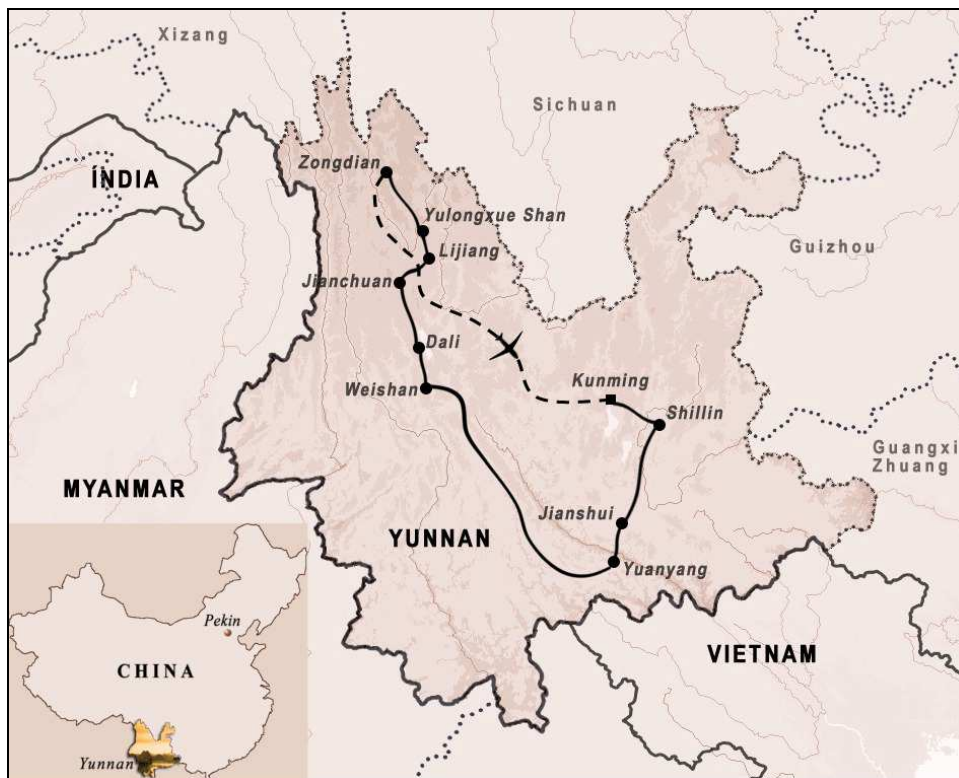 Xizang
Sichuan
Zongdian
ÍNDIA
Yulongxue Shan
Guizhou
Lijiang
Jianchuan
Dali
Kunming
Weishan
Shillin
Guangxi
Zhuang
MYANMAR
Jianshui
YUNNAN
Yuanyang
Pekin
VIETNAM
CHINA
Yunnan